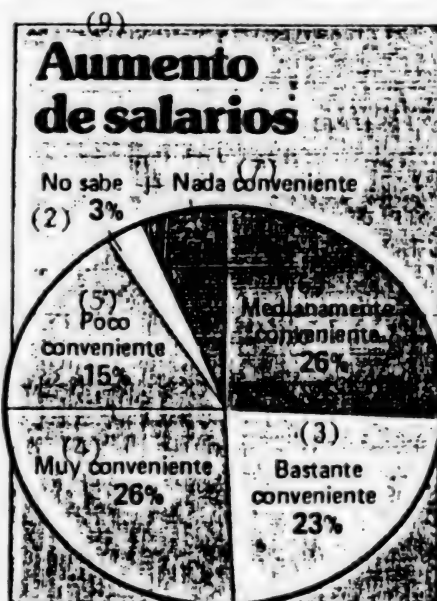 (9)
Aumento
de salarios
No sabe
(2) 3%
(7)
Nada conveniente
Medianamente
conveniente
26%
(5)
Poco
conveniente
15%
(4)
Muy conveniente
26%
(3)
Bastante
conveniente
23%